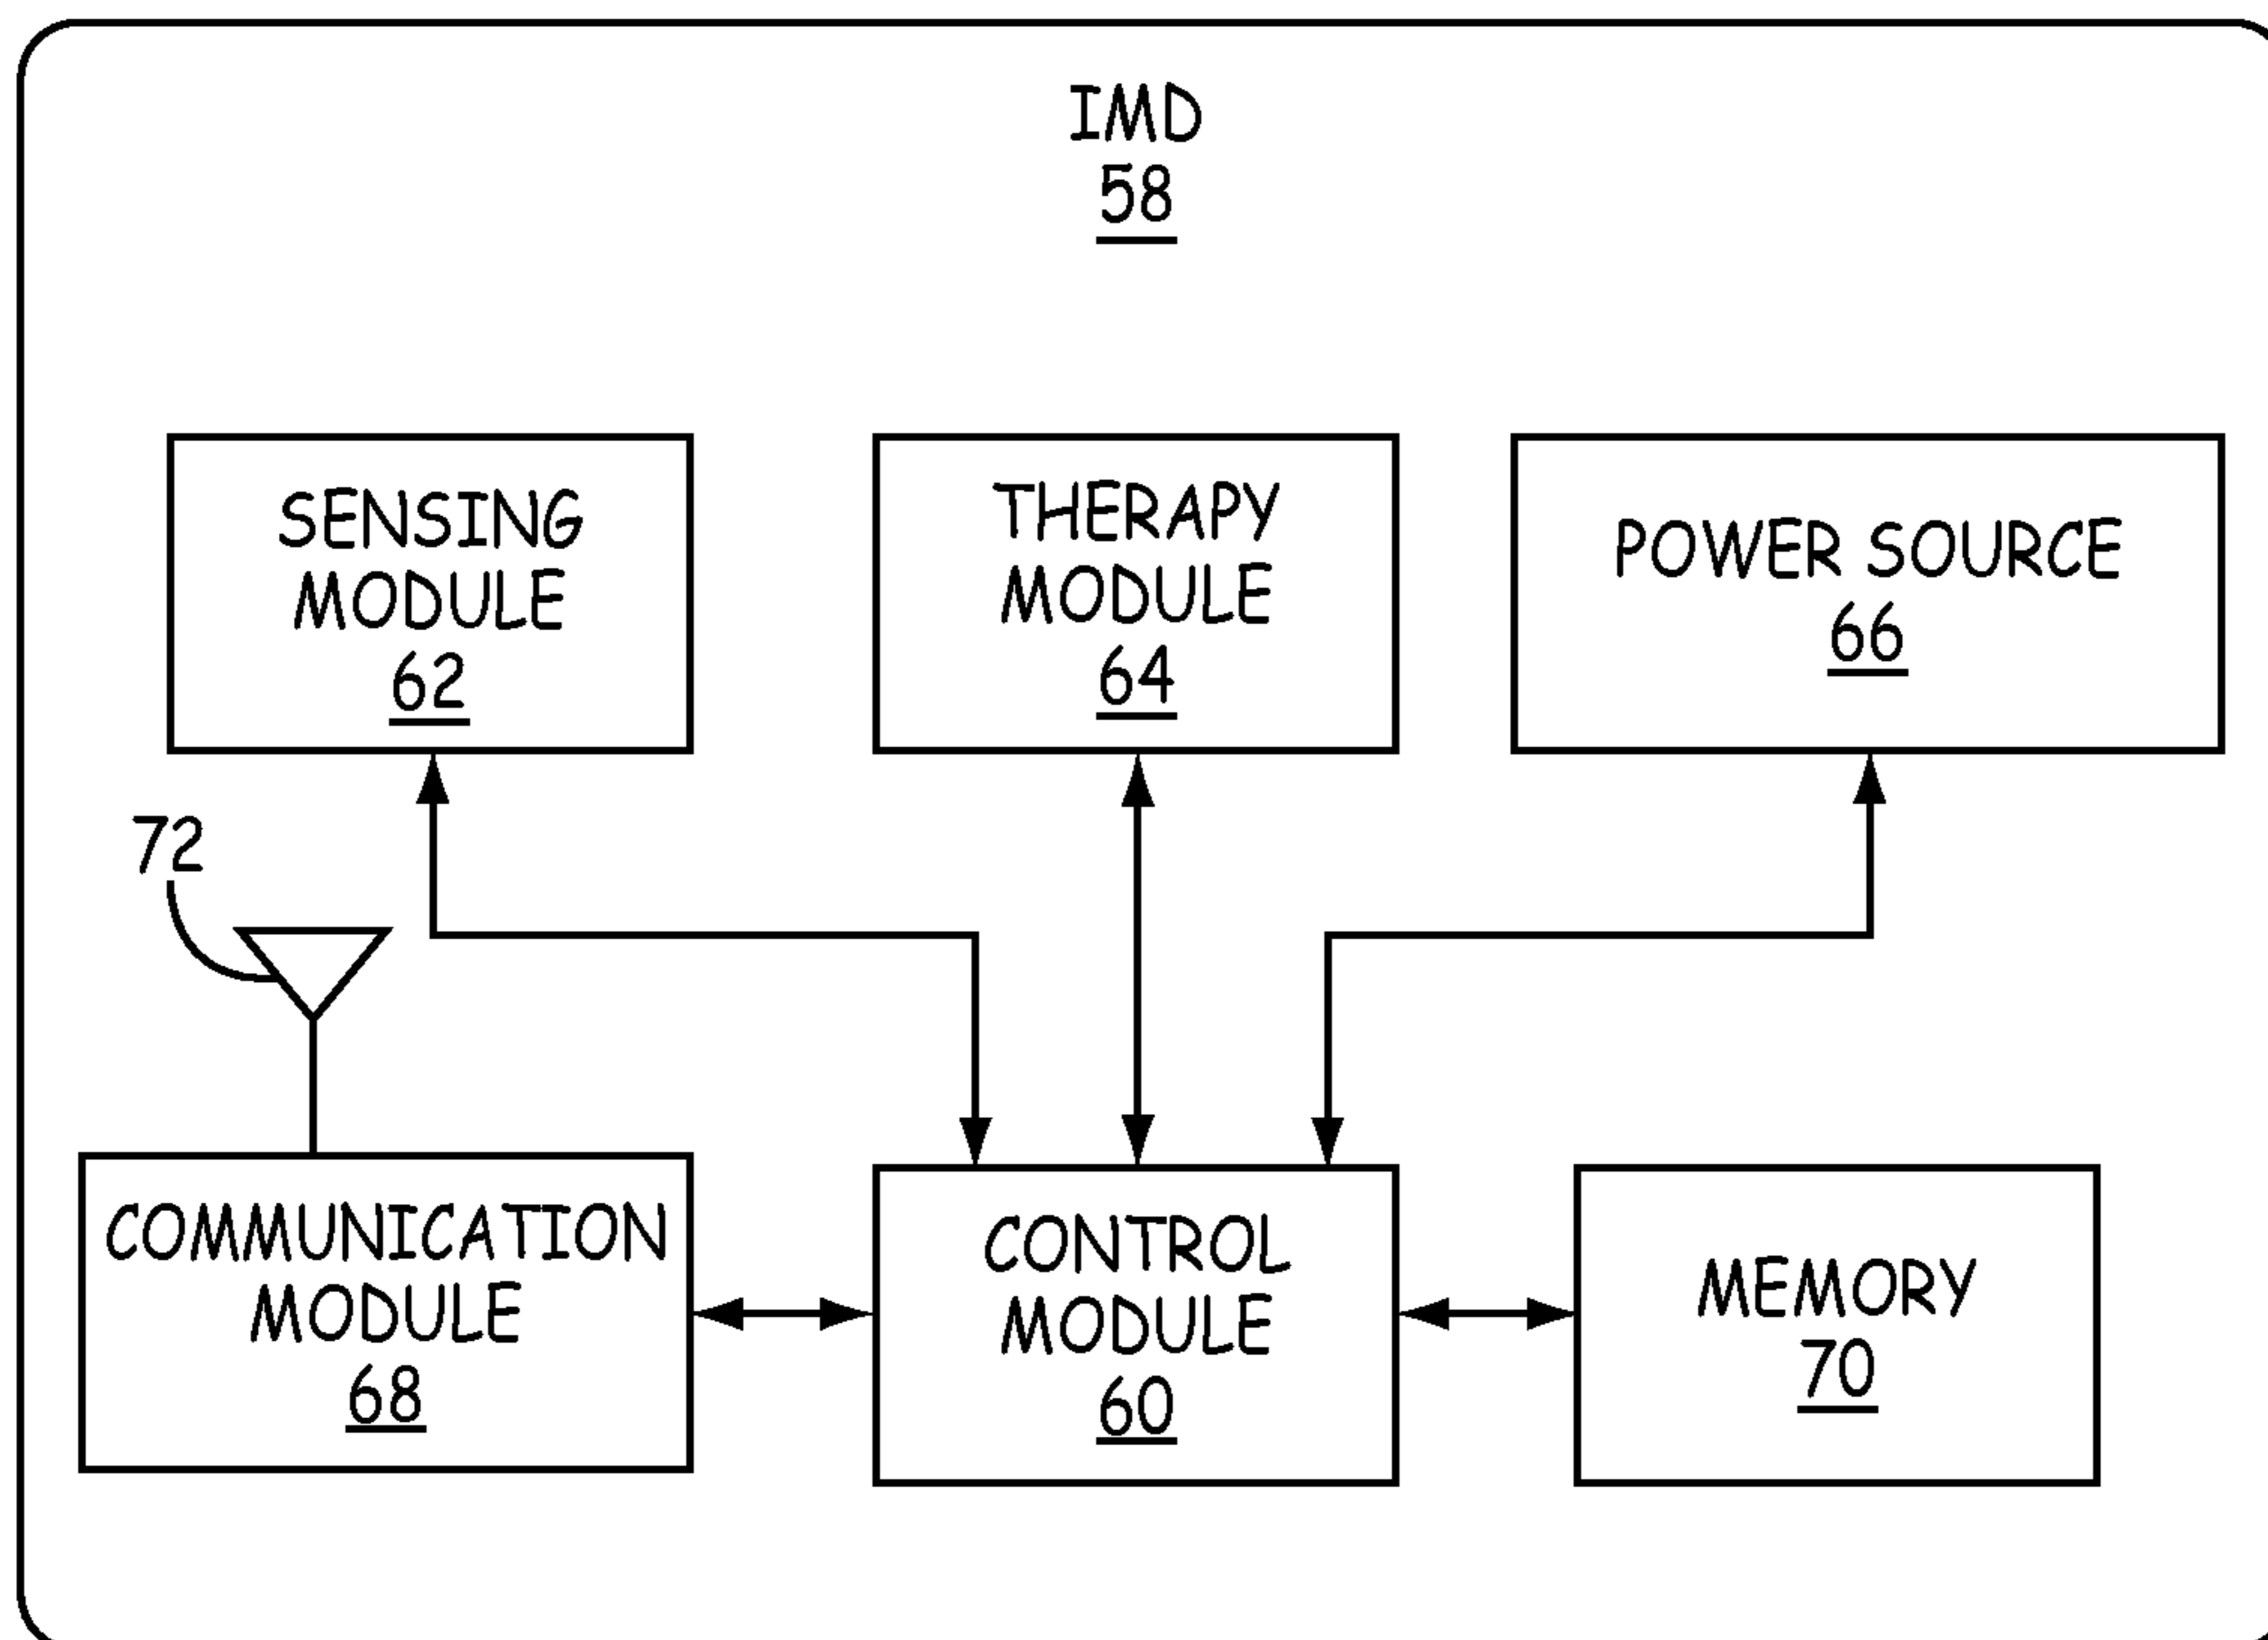 IMD
58
SENSING
MODULE
62
THERAPY
MODULE
64
POWER SOURCE
66
72
COMMUNICATION
MODULE
68
CONTROL
MODULE
60
MEMORY
70